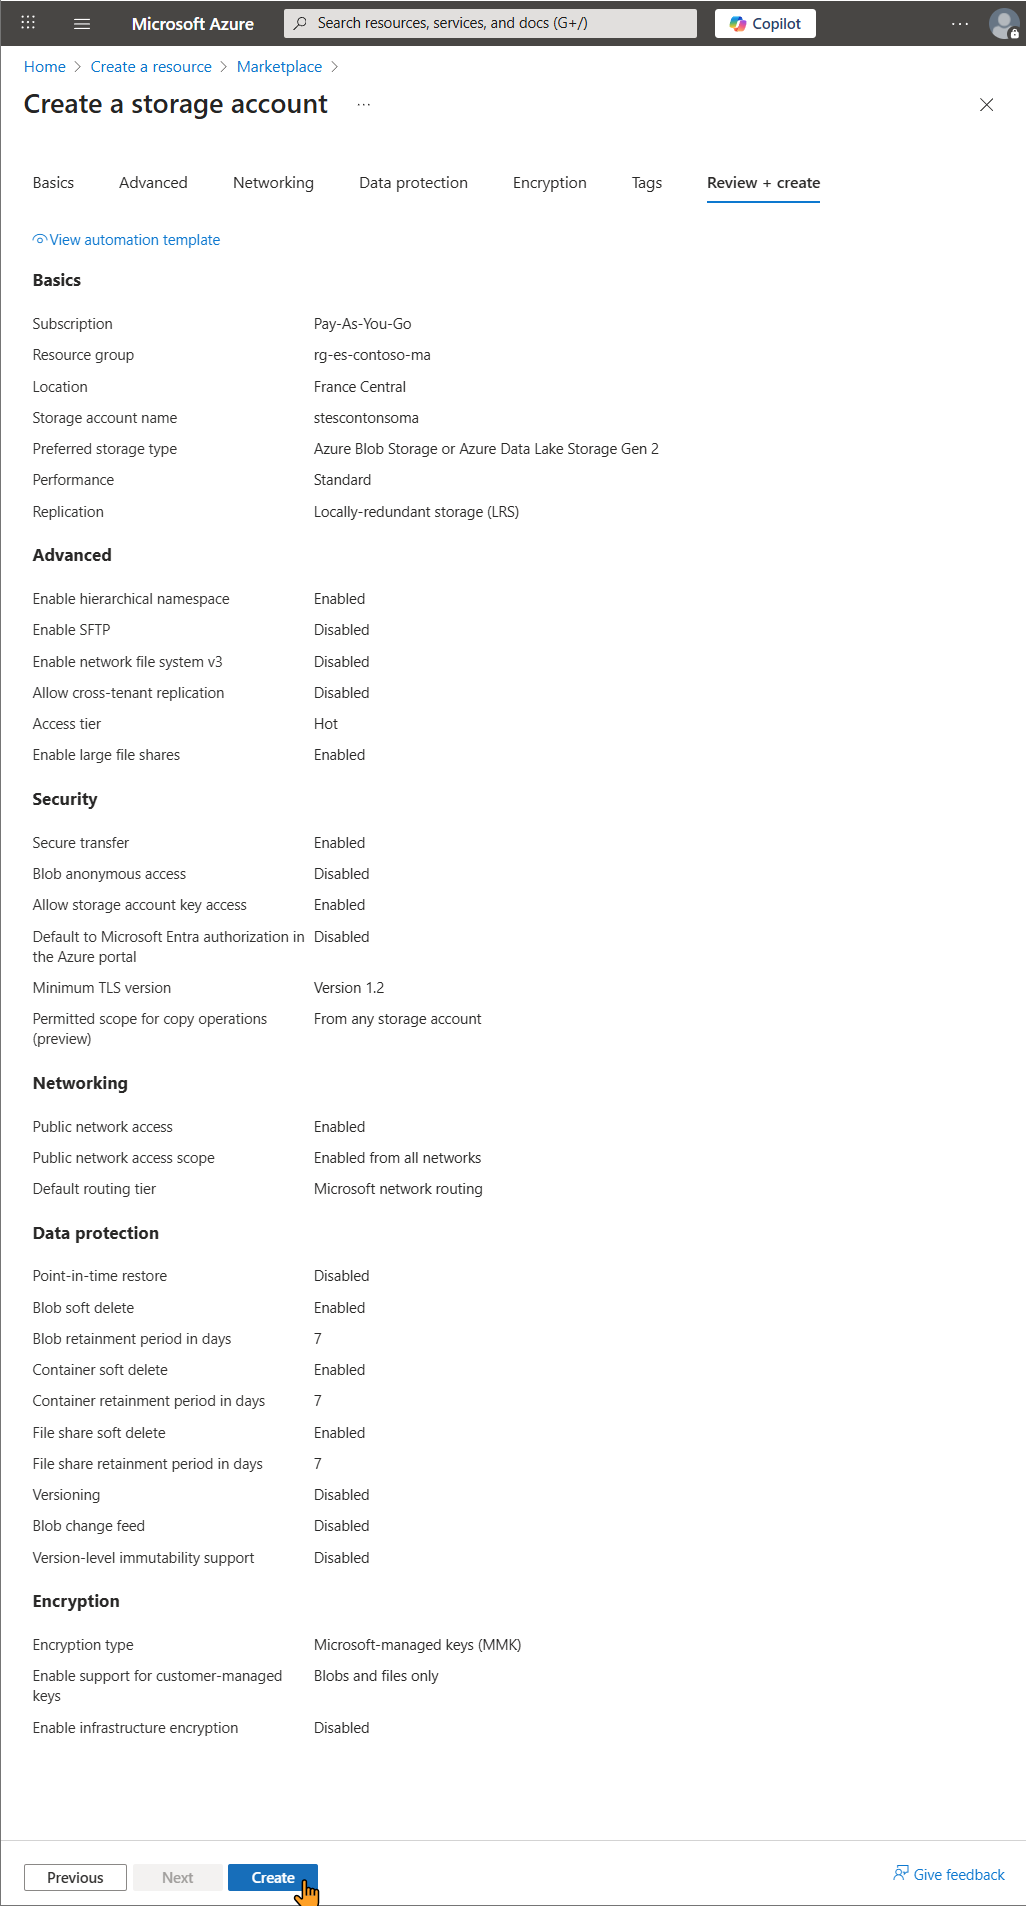 Microsoft Azure
Search resources, services, and docs (G+/)
Copilot
...
Home > Create a resource > Marketplace >
Create a storage account ...
Basics Advanced Networking Data protection Encryption Tags Review + create
View automation template
Basics
Subscription Pay-As-You-Go
Resource group rg-es-contoso-ma
Location France Central
Storage account name stescontonsoma
Preferred storage type Azure Blob Storage or Azure Data Lake Storage Gen 2
Performance Standard
Replication Locally-redundant storage (LRS)
Advanced
Enable hierarchical namespace Enabled
Enable SFTP Disabled
Enable network file system v3 Disabled
Allow cross-tenant replication Disabled
Access tier Hot
Enable large file shares Enabled
Security
Secure transfer Enabled
Blob anonymous access Disabled
Allow storage account key access Enabled
Default to Microsoft Entra authorization in Disabled
the Azure portal
Minimum TLS version Version 1.2
Permitted scope for copy operations From any storage account
(preview)
Networking
Public network access Enabled
Public network access scope Enabled from all networks
Default routing tier Microsoft network routing
Data protection
Point-in-time restore Disabled
Blob soft delete Enabled
Blob retainment period in days 7
Container soft delete Enabled
Container retainment period in days 7
File share soft delete Enabled
File share retainment period in days 7
Versioning Disabled
Blob change feed Disabled
Version-level immutability support Disabled
Encryption
Encryption type Microsoft-managed keys (MMK)
Enable support for customer-managed Blobs and files only
keys
Enable infrastructure encryption Disabled
Previous Next Create Give feedback